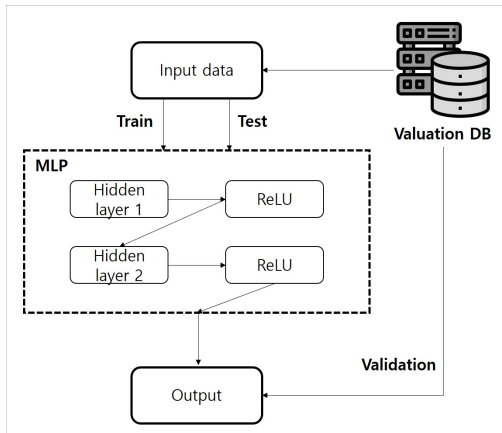 Input data
Valuation DB
Train
Test
MLP
Hidden
layer 1
ReLU
Hidden
layer 2
ReLU
Validation
Output